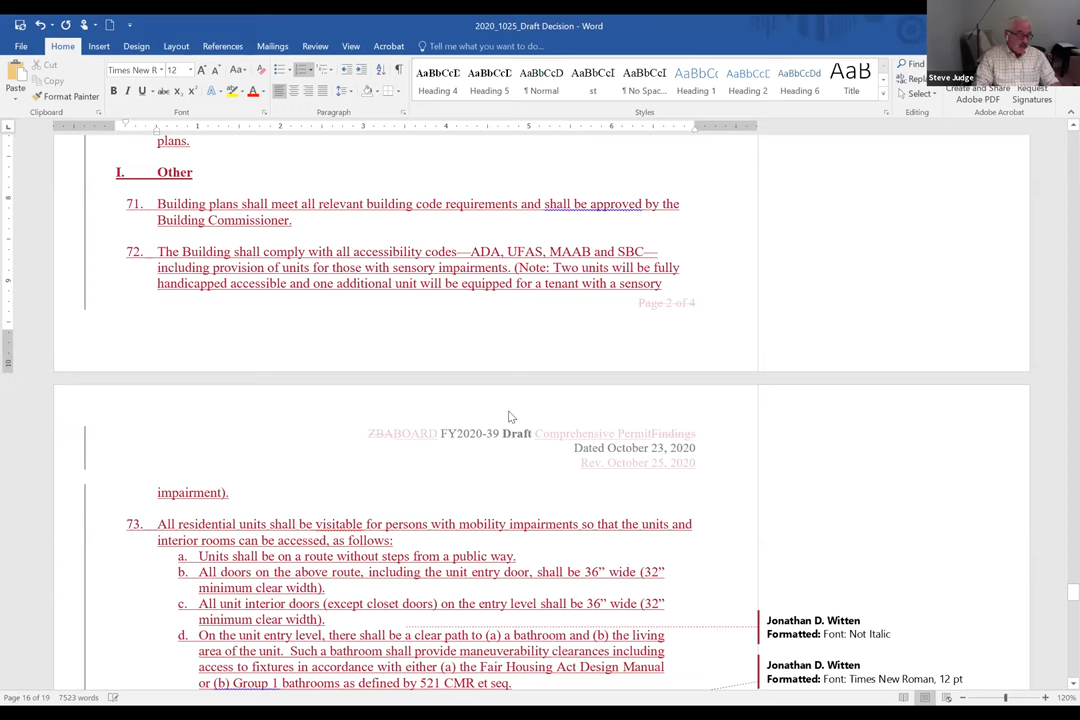 2020_1025_Draft Decision - Word
File Home Insert Design Layout References Mailings Review View Acrobat Tell me what you want to do...
Steve Judge
Paste
Cut
Copy
Format Painter
Times New R 12
Clipboard Font Paragraph Styles Editing Adobe Acrobat
AaBbCcD Heading 4
AaBbCcD Heading 5
AaBbCcDd ¶ Normal
AaBbCcI st
AaBbCcI ¶ No Spac...
AaBbCcD Heading 1
AaBbCcD Heading 2
AaBbCcDd Heading 6
AaB Title
Find
Select
Create and Share Adobe PDF
Request Signatures
plans.
I. Other
71. Building plans shall meet all relevant building code requirements and shall be approved by the
Building Commissioner.
72. The Building shall comply with all accessibility codes—ADA, UFAS, MAAB and SBC—
including provision of units for those with sensory impairments. (Note: Two units will be fully
handicapped accessible and one additional unit will be equipped for a tenant with a sensory
Page 2 of 4
ZBABOARD FY2020-39 Draft Comprehensive PermitFindings
Dated October 23, 2020
Rev. October 25, 2020
impairment).
73. All residential units shall be visitable for persons with mobility impairments so that the units and
interior rooms can be accessed, as follows:
a. Units shall be on a route without steps from a public way.
b. All doors on the above route, including the unit entry door, shall be 36” wide (32”
minimum clear width).
c. All unit interior doors (except closet doors) on the entry level shall be 36” wide (32”
minimum clear width).
d. On the unit entry level, there shall be a clear path to (a) a bathroom and (b) the living
area of the unit. Such a bathroom shall provide maneuverability clearances including
access to fixtures in accordance with either (a) the Fair Housing Act Design Manual
or (b) Group 1 bathrooms as defined by 521 CMR et seq.
Jonathan D. Witten
Formatted: Font: Not Italic
Jonathan D. Witten
Formatted: Font: Times New Roman, 12 pt
Page 16 of 19 7523 words
120%